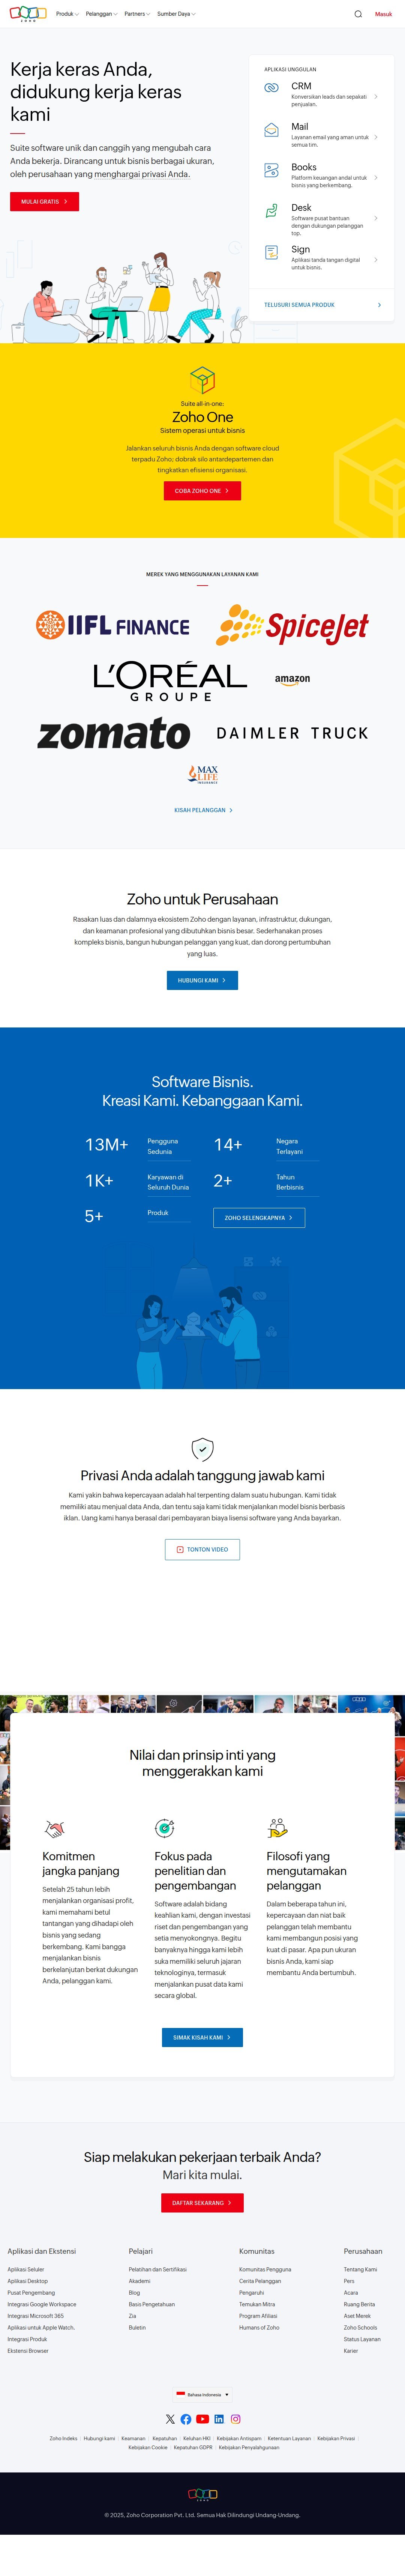 ZOHO
Produk
Pelanggan
Partners
Sumber Daya
Masuk
Kerja keras Anda,
didukung kerja keras
kami
Suite software unik dan canggih yang mengubah cara
Anda bekerja. Dirancang untuk bisnis berbagai ukuran,
oleh perusahaan yang menghargai privasi Anda.
MULAI GRATIS
APLIKASI UNGGULAN
CRM
Konversikan leads dan sepakati
penjualan.
Mail
Layanan email yang aman untuk
semua tim.
Books
Platform keuangan andal untuk
bisnis yang berkembang.
Desk
Software pusat bantuan
dengan dukungan pelanggan
top.
Sign
Aplikasi tanda tangan digital
untuk bisnis.
TELUSURI SEMUA PRODUK
Suite all-in-one:
Zoho One
Sistem operasi untuk bisnis
Jalankan seluruh bisnis Anda dengan software cloud
terpadu Zoho; dobrak silo antardepartemen dan
tingkatkan efisiensi organisasi.
COBA ZOHO ONE
MEREK YANG MENGGUNAKAN LAYANAN KAMI
IIFL FINANCE
SpiceJet
L'ORÉAL
GROUPE
amazon
zomato
DAIMLER TRUCK
MAX
LIFE
INSURANCE
KISAH PELANGGAN
Zoho untuk Perusahaan
Rasakan luas dan dalamnya ekosistem Zoho dengan layanan, infrastruktur, dukungan,
dan keamanan profesional yang dibutuhkan bisnis besar. Sederhanakan proses
kompleks bisnis, bangun hubungan pelanggan yang kuat, dan dorong pertumbuhan
yang luas.
HUBUNGI KAMI
Software Bisnis.
Kreasi Kami. Kebanggaan Kami.
13M+
Pengguna
Sedunia
14+
Negara
Terlayani
1K+
Karyawan di
Seluruh Dunia
2+
Tahun
Berbisnis
5+
Produk
ZOHO SELENGKAPNYA
Privasi Anda adalah tanggung jawab kami
Kami yakin bahwa kepercayaan adalah hal terpenting dalam suatu hubungan. Kami tidak
memiliki atau menjual data Anda, dan tentu saja kami tidak menjalankan model bisnis berbasis
iklan. Uang kami hanya berasal dari pembayaran biaya lisensi software yang Anda bayarkan.
TONTON VIDEO
Nilai dan prinsip inti yang
menggerakkan kami
Komitmen
jangka panjang
Setelah 25 tahun lebih
menjalankan organisasi profit,
kami memahami betul
tantangan yang dihadapi oleh
bisnis yang sedang
berkembang. Kami bangga
menjalankan bisnis
berkelanjutan berkat dukungan
Anda, pelanggan kami.
Fokus pada
penelitian dan
pengembangan
Software adalah bidang
keahlian kami, dengan investasi
riset dan pengembangan yang
setia menyokongnya. Begitu
banyaknya hingga kami lebih
suka memiliki seluruh jajaran
teknologinya, termasuk
menjalankan pusat data kami
secara global.
Filosofi yang
mengutamakan
pelanggan
Dalam beberapa tahun ini,
kepercayaan dan niat baik
pelanggan telah membantu
kami membangun posisi yang
kuat di pasar. Apa pun ukuran
bisnis Anda, kami siap
membantu Anda bertumbuh.
SIMAK KISAH KAMI
Siap melakukan pekerjaan terbaik Anda?
Mari kita mulai.
DAFTAR SEKARANG
Aplikasi dan Ekstensi
Aplikasi Seluler
Aplikasi Desktop
Pusat Pengembang
Integrasi Google Workspace
Integrasi Microsoft 365
Aplikasi untuk Apple Watch.
Integrasi Produk
Ekstensi Browser
Pelajari
Pelatihan dan Sertifikasi
Akademi
Blog
Basis Pengetahuan
Zia
Buletin
Komunitas
Komunitas Pengguna
Cerita Pelanggan
Pengaruhi
Temukan Mitra
Program Afiliasi
Humans of Zoho
Perusahaan
Tentang Kami
Pers
Acara
Ruang Berita
Aset Merek
Zoho Schools
Status Layanan
Karier
Bahasa Indonesia
Zoho Indeks
Hubungi kami
Keamanan
Kepatuhan
Keluhan HKI
Kebijakan Antispam
Ketentuan Layanan
Kebijakan Privasi
Kebijakan Cookie
Kepatuhan GDPR
Kebijakan Penyalahgunaan
ZOHO
© 2025, Zoho Corporation Pvt. Ltd. Semua Hak Dilindungi Undang-Undang.